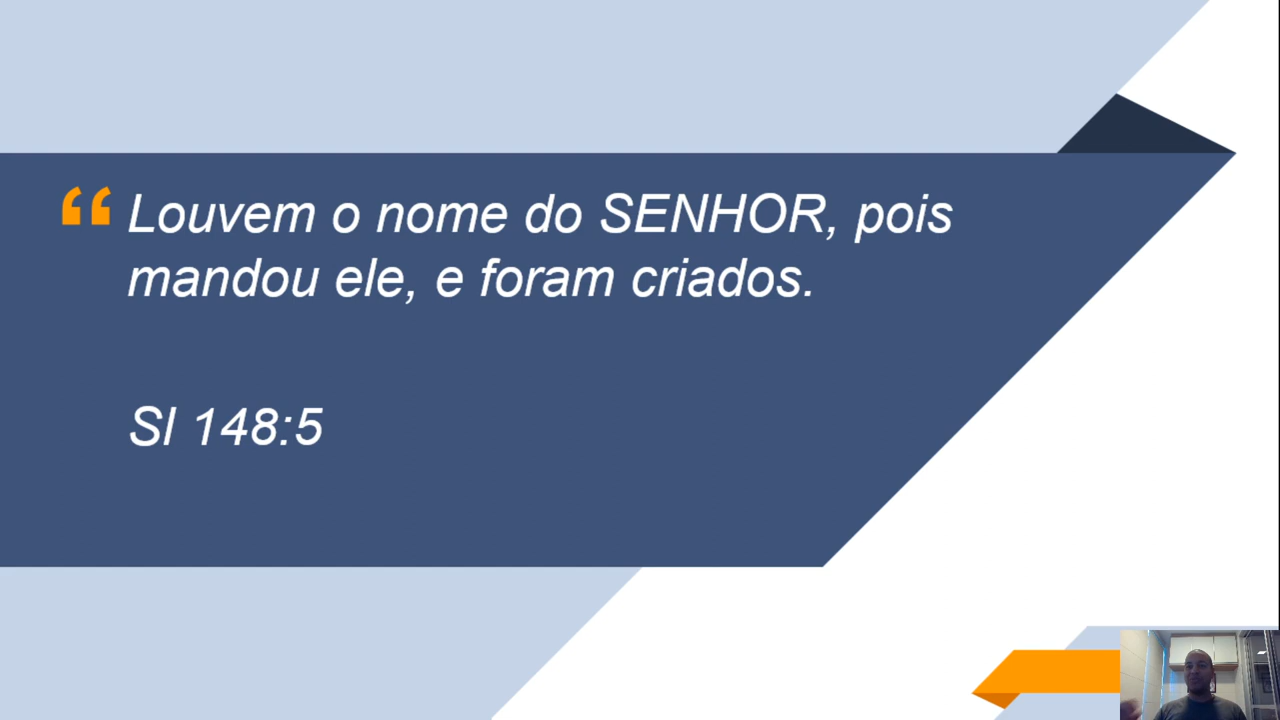 “ Louvem o nome do SENHOR, pois
mandou ele, e foram criados.
Sl 148:5